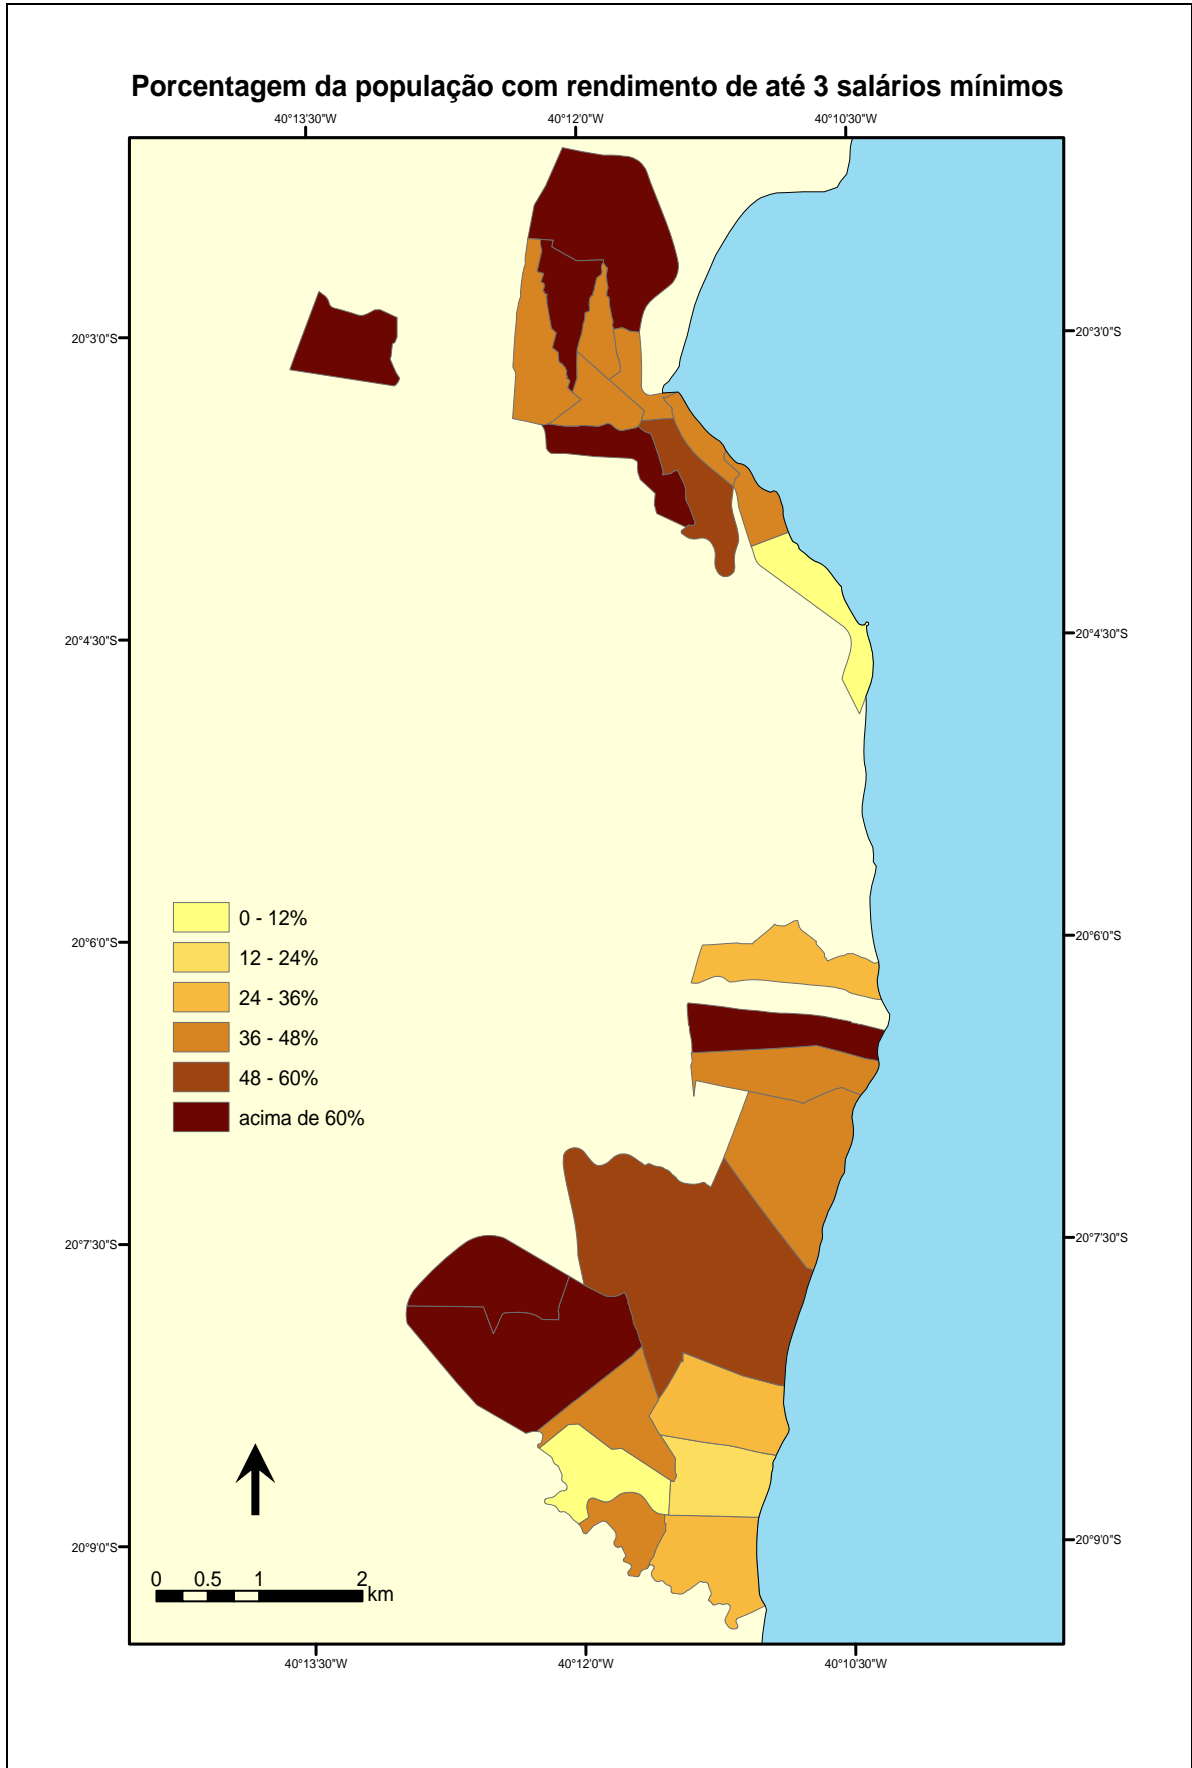 Porcentagem da população com rendimento de até 3 salários mínimos
40°13'30"W 40°12'0"W 40°10'30"W
20°3'0"S 20°3'0"S
20°4'30"S 20°4'30"S
0 - 12%
20°6'0"S 20°6'0"S
12 - 24%
24 - 36%
36 - 48%
48 - 60%
acima de 60%
20°7'30"S 20°7'30"S
20°9'0"S 20°9'0"S
0 0.5 1 2
km
40°13'30"W 40°12'0"W 40°10'30"W